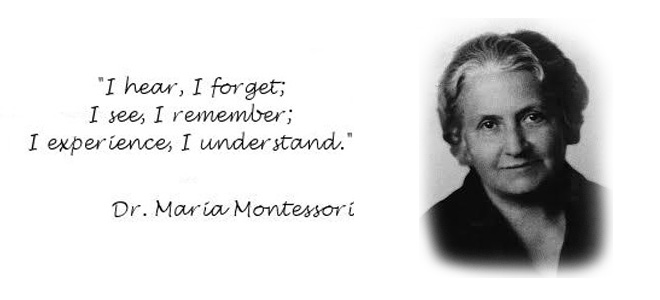 "I hear, I forget;
I see, I remember;
I experience, I understand."
Dr. Maria Montessori